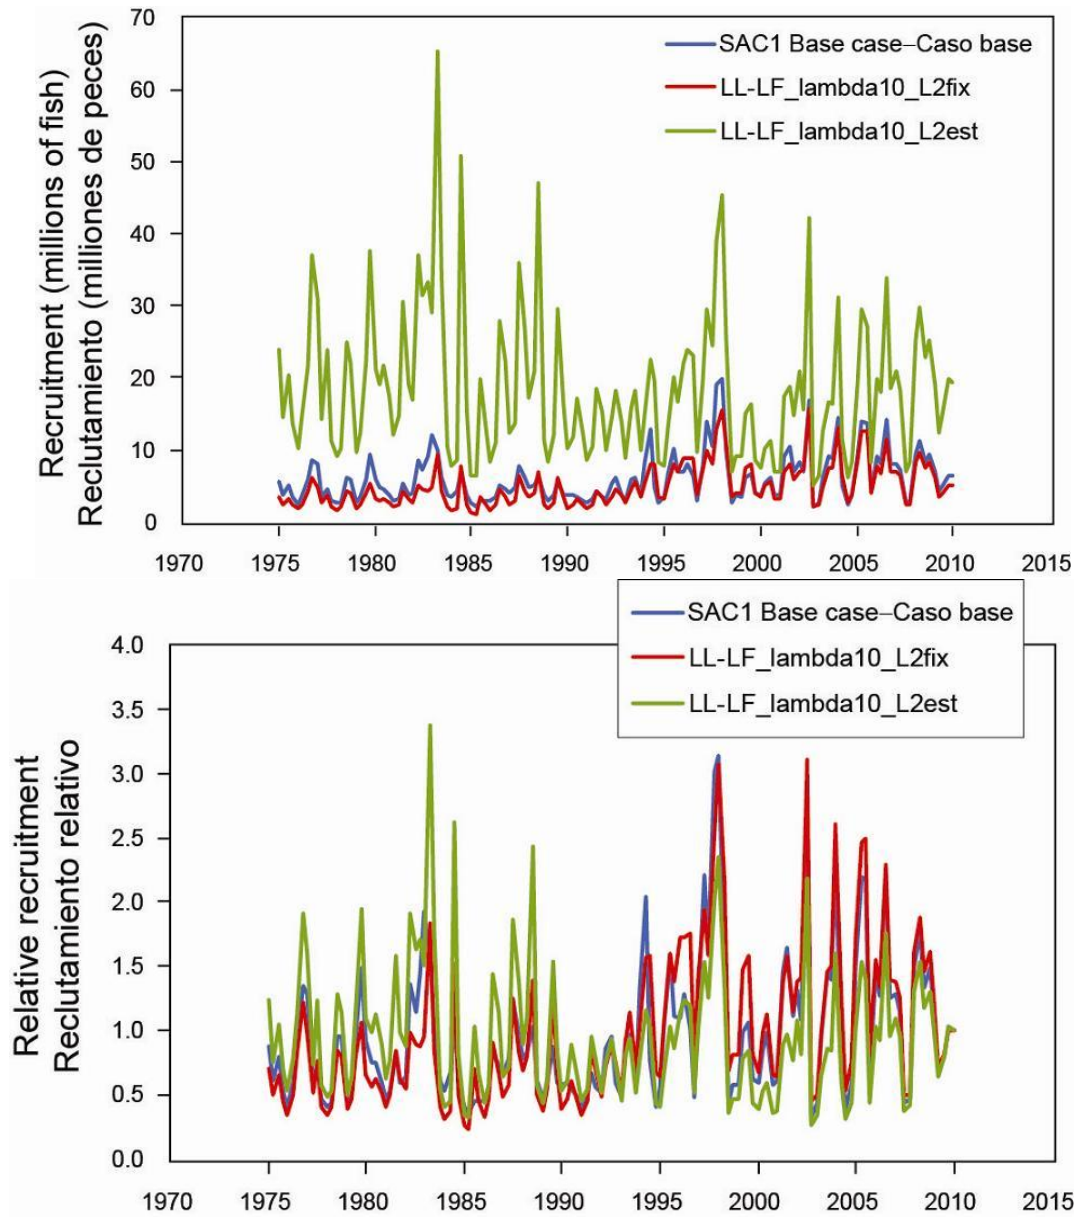 Recruitment (millions of fish)
Reclutamiento (milliones de peces)
70
60
50
40
30
20
10
0
SAC1 Base case–Caso base
LL-LF_lambda10_L2fix
LL-LF_lambda10_L2est
1970 1975 1980 1985 1990 1995 2000 2005 2010 2015
Relative recruitment
Reclutamiento relativo
4.0
3.5
3.0
2.5
2.0
1.5
1.0
0.5
0.0
SAC1 Base case–Caso base
LL-LF_lambda10_L2fix
LL-LF_lambda10_L2est
1970 1975 1980 1985 1990 1995 2000 2005 2010 2015